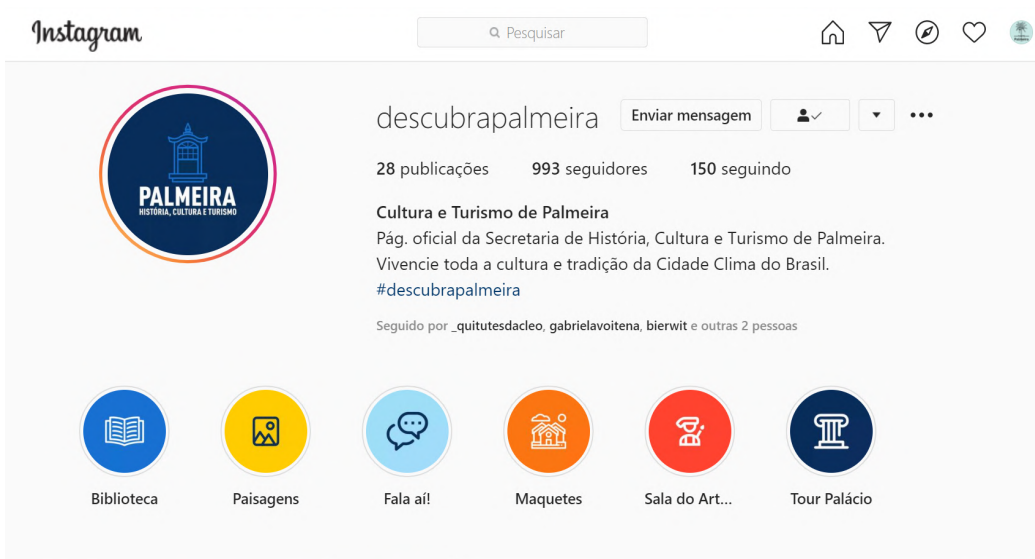 Instagram
Pesquisar
descubrapalmeira Enviar mensagem
28 publicações 993 seguidores 150 seguindo
Cultura e Turismo de Palmeira
Pág. oficial da Secretaria de História, Cultura e Turismo de Palmeira.
Vivencie toda a cultura e tradição da Cidade Clima do Brasil.
#descubrapalmeira
Seguido por _quitutesdacleo, gabrielavoitena, bierwit e outras 2 pessoas
PALMEIRA
HISTÓRIA, CULTURA E TURISMO
Biblioteca Paisagens Fala aí! Maquetes Sala do Art... Tour Palácio